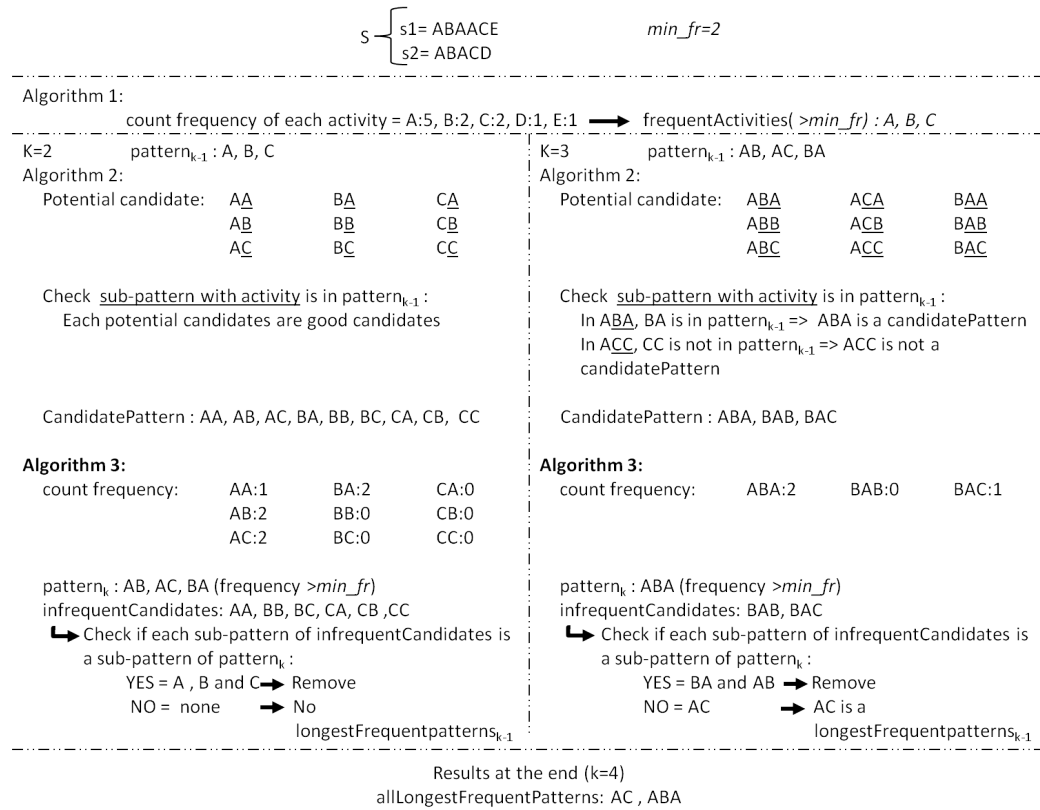 S
s1= ABAACE
s2= ABACD
min_fr=2
Algorithm 1:
count frequency of each activity = A:5, B:2, C:2, D:1, E:1 → frequentActivities( >min_fr) : A, B, C
K=2 patternk-1 : A, B, C
Algorithm 2:
Potential candidate: AA BA CA
AB BB CB
AC BC CC
Check sub-pattern with activity is in patternk-1 :
Each potential candidates are good candidates
CandidatePattern : AA, AB, AC, BA, BB, BC, CA, CB, CC
Algorithm 3:
count frequency: AA:1 BA:2 CA:0
AB:2 BB:0 CB:0
AC:2 BC:0 CC:0
patternk : AB, AC, BA (frequency >min_fr)
infrequentCandidates: AA, BB, BC, CA, CB ,CC
Check if each sub-pattern of infrequentCandidates is
a sub-pattern of patternk :
YES = A , B and C → Remove
NO = none → No
longestFrequentpatternsk-1
K=3 patternk-1 : AB, AC, BA
Algorithm 2:
Potential candidate: ABA ACA BAA
ABB ACB BAB
ABC ACC BAC
Check sub-pattern with activity is in patternk-1 :
In ABA, BA is in patternk-1 => ABA is a candidatePattern
In ACC, CC is not in patternk-1 => ACC is not a
candidatePattern
CandidatePattern : ABA, BAB, BAC
Algorithm 3:
count frequency: ABA:2 BAB:0 BAC:1
patternk : ABA (frequency >min_fr)
infrequentCandidates: BAB, BAC
Check if each sub-pattern of infrequentCandidates is
a sub-pattern of patternk :
YES = BA and AB → Remove
NO = AC → AC is a
longestFrequentpatternsk-1
Results at the end (k=4)
allLongestFrequentPatterns: AC , ABA